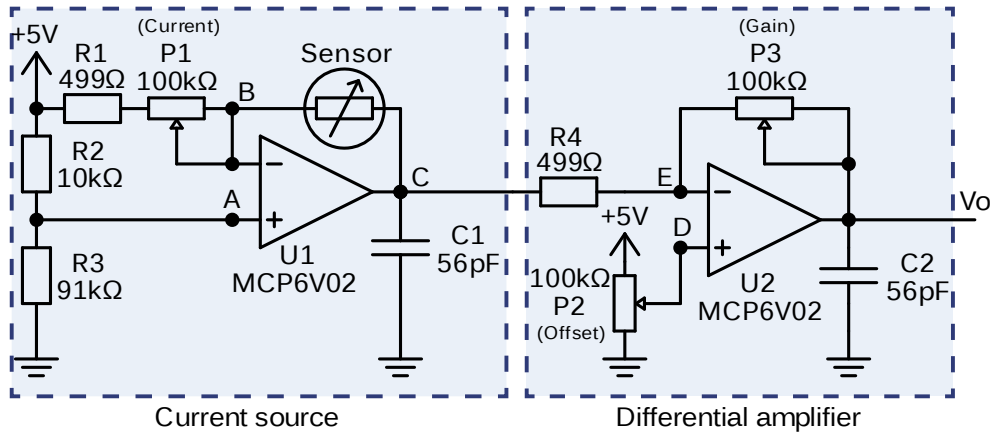 +5V
R1
499Ω
(Current)
P1
100kΩ
B
Sensor
R2
10kΩ
A
R3
91kΩ
U1
MCP6V02
C
C1
56pF
Current source
R4
499Ω
E
(Gain)
P3
100kΩ
+5V
D
100kΩ
P2
(Offset)
U2
MCP6V02
Vo
C2
56pF
Differential amplifier